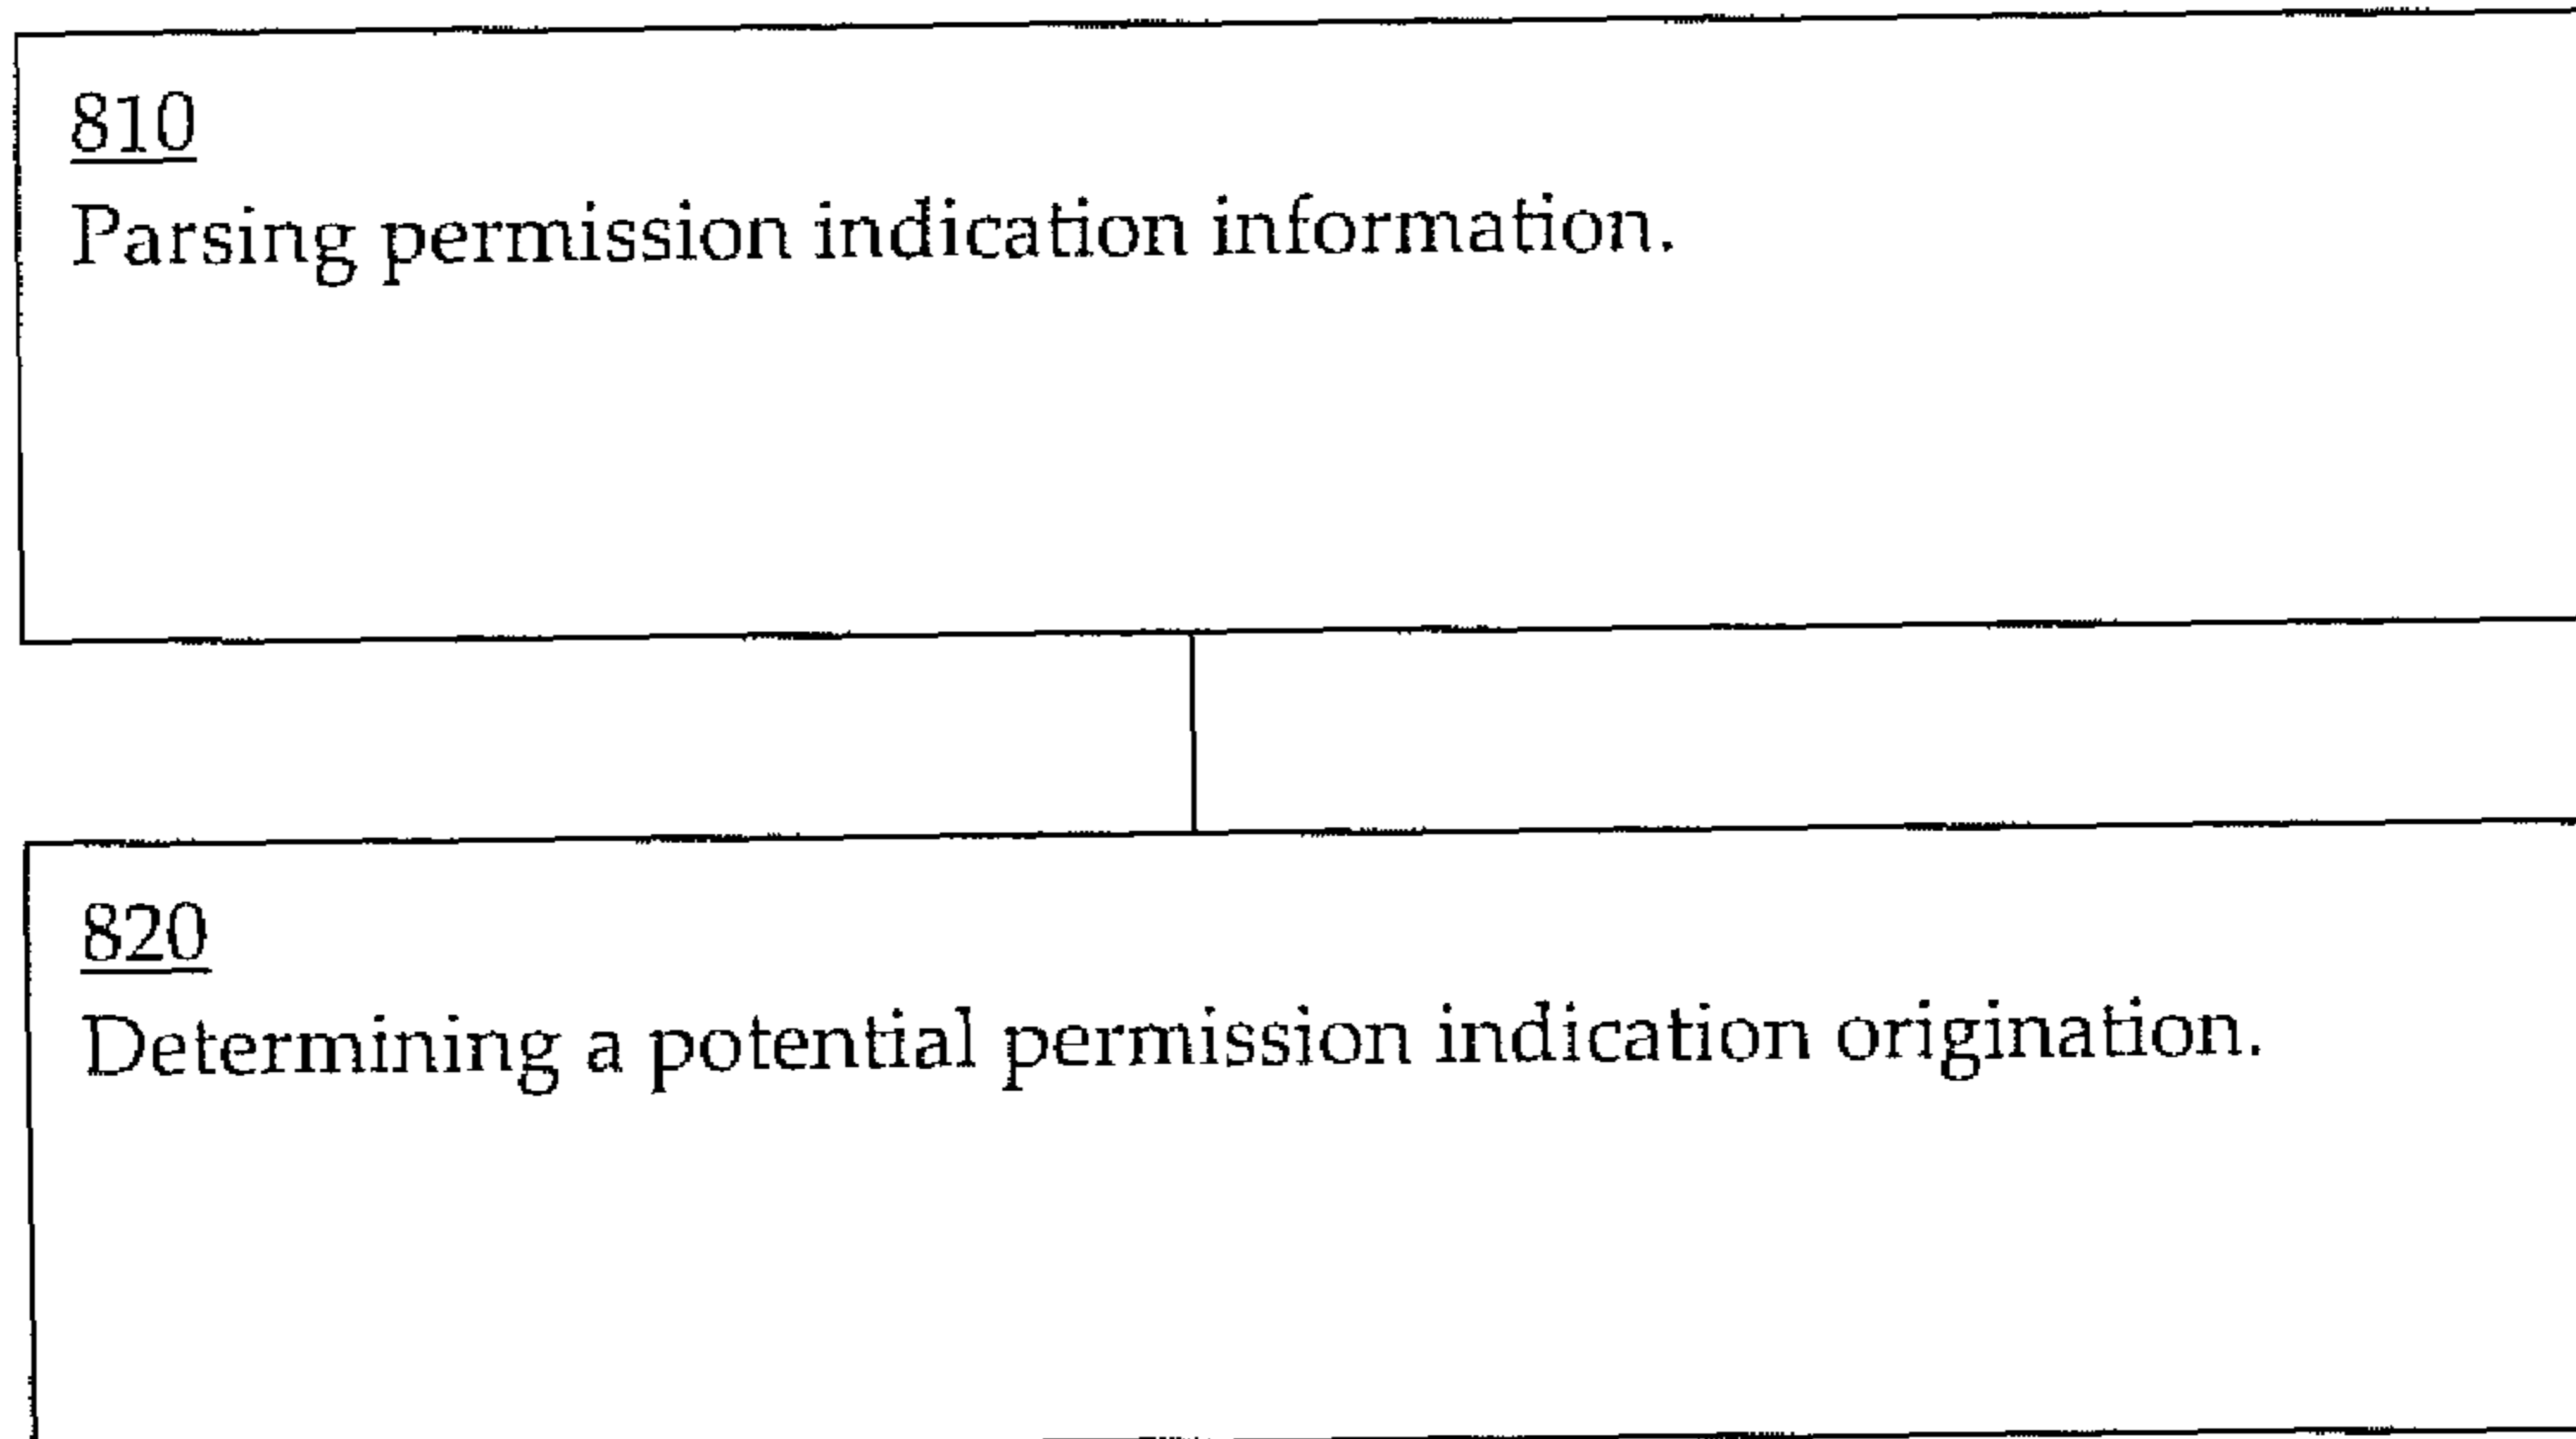 810
Parsing permission indication information.
820
Determining a potential permission indication origination.